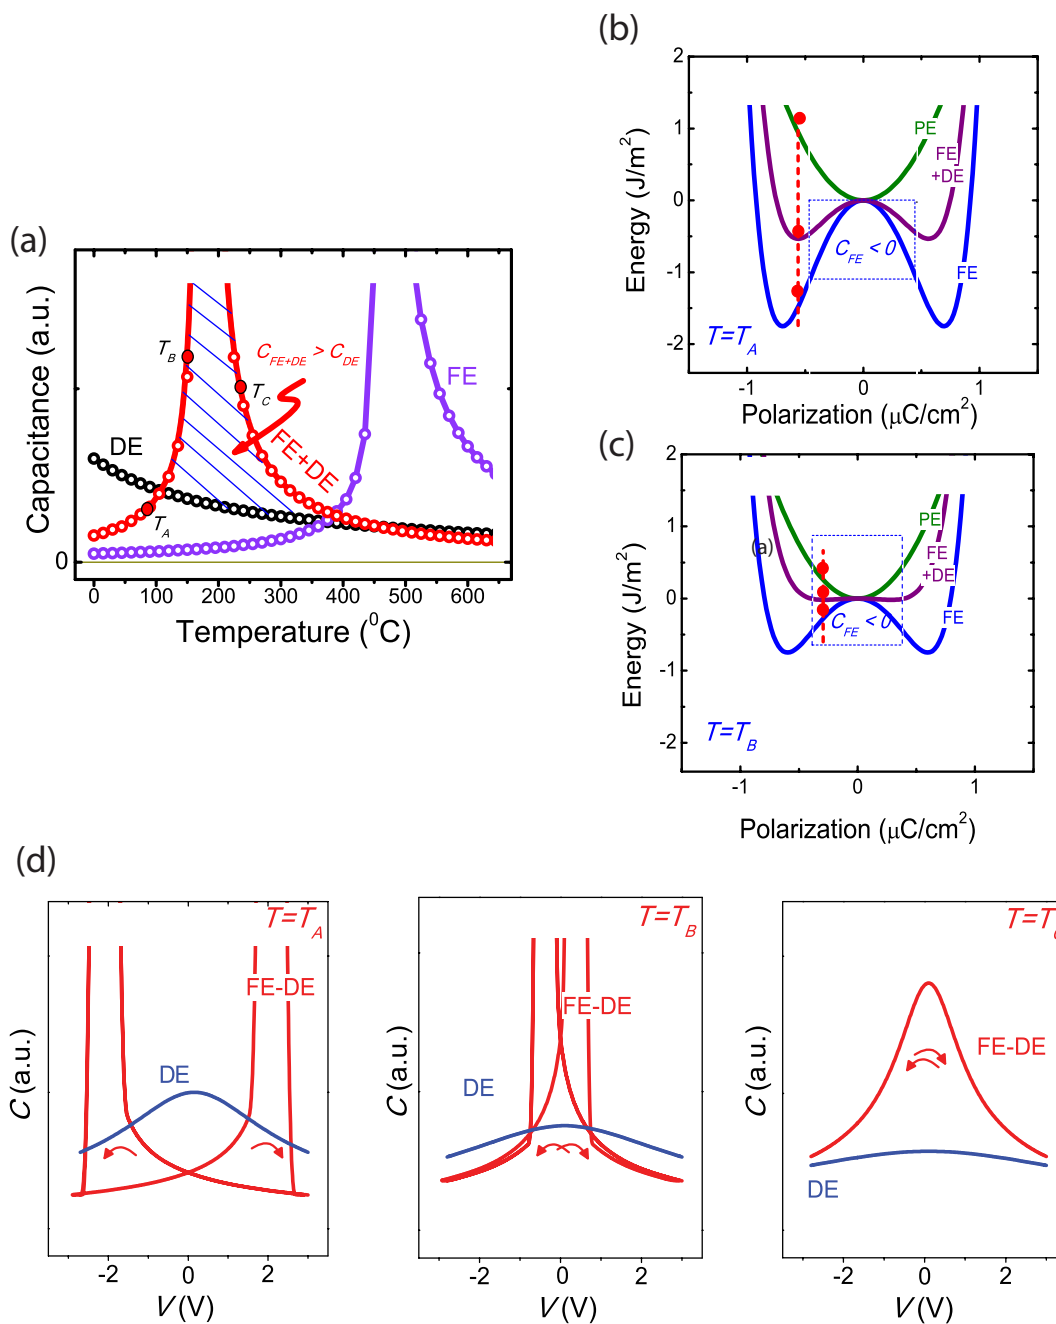 (a)
Capacitance (a.u.)
0
T_B
T_C
T_A
C_FE+DE > C_DE
DE
FE+DE
FE
0 100 200 300 400 500 600
Temperature (⁰C)
(b)
Energy (J/m²)
2
1
0
-1
-2
PE
FE
+DE
C_FE < 0
FE
T=T_A
-1 0 1
Polarization (μC/cm²)
(c)
Energy (J/m²)
2
1
0
-1
-2
PE
(a)
FE
+DE
C_FE < 0
FE
T=T_B
-1 0 1
Polarization (μC/cm²)
(d)
C (a.u.)
T=T_A
FE-DE
DE
-2 0 2
V (V)
C (a.u.)
T=T_B
FE-DE
DE
-2 0 2
V (V)
C (a.u.)
FE-DE
DE
-2 0 2
V (V)